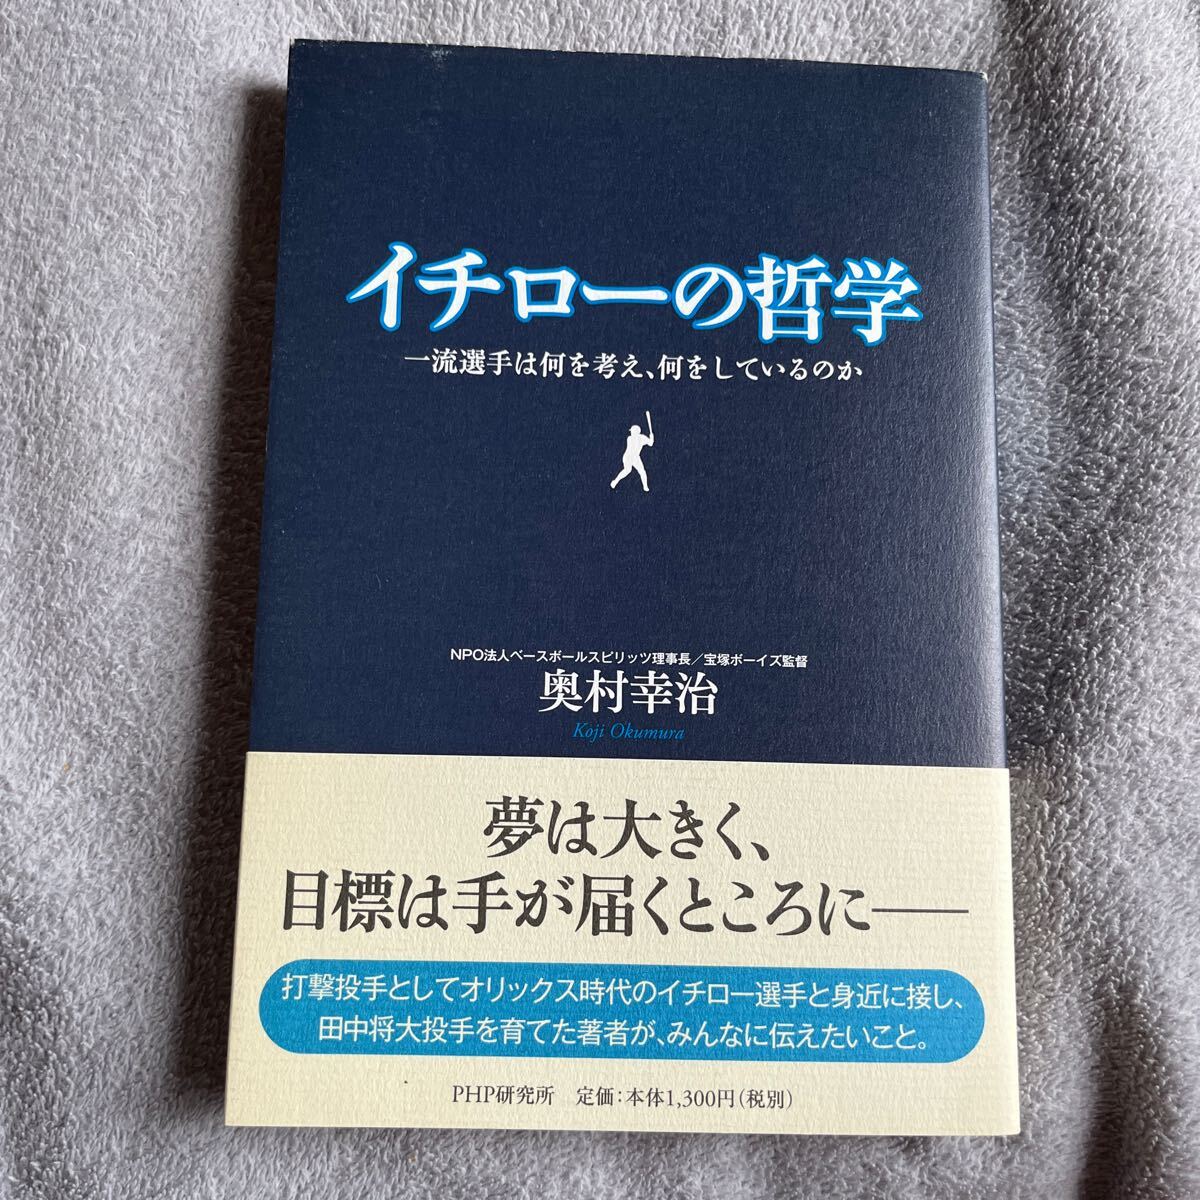 イチローの哲学
一流選手は何を考え、何をしているのか
NPO法人ベースボールスピリッツ理事長／宝塚ボーイズ監督
奥村幸治
Koji Okumura
夢は大きく、
目標は手が届くところに――
打撃投手としてオリックス時代のイチロー選手と身近に接し、
田中将大投手を育てた著者が、みんなに伝えたいこと。
PHP研究所　定価：本体1,300円（税別）